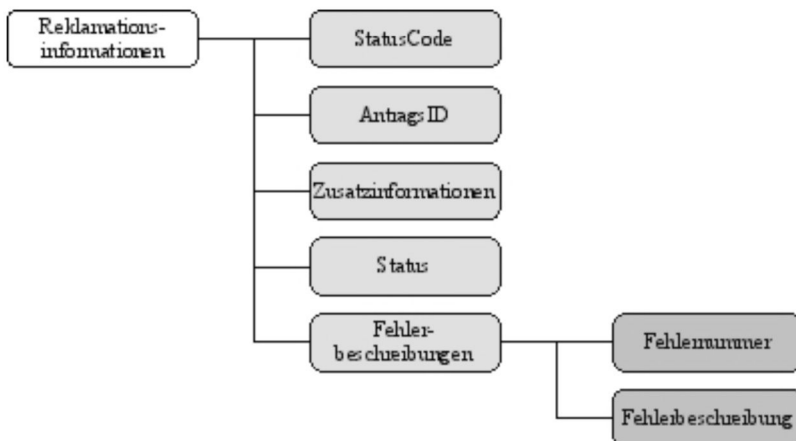 Reklamations-
informationen
StatusCode
AntragsID
Zusatzinformationen
Status
Fehler-
beschreibungen
Fehlernummer
Fehlerbeschreibung